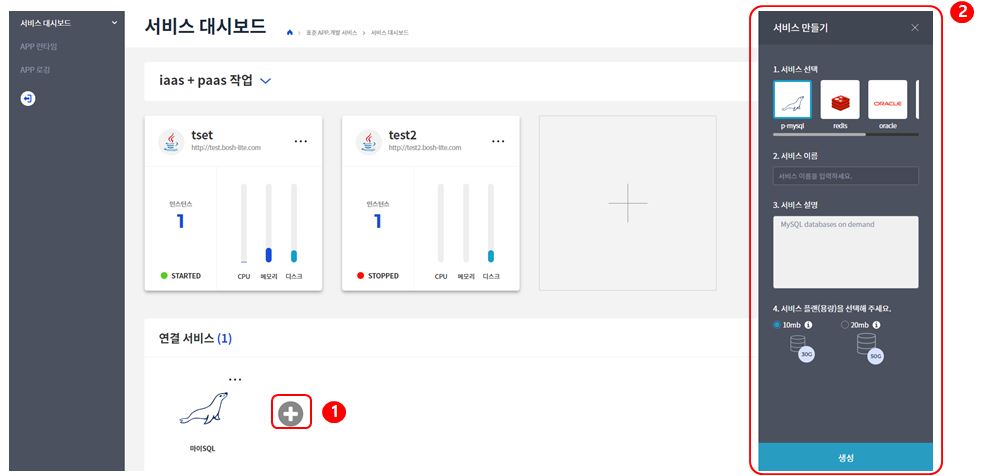 서비스 대시보드
APP 런타임
APP 로깅
서비스 대시보드
표준 APP.개발 서비스 > 서비스 대시보드
iaas + paas 작업
tset
http://test.bosh-lite.com
인스턴스
1
STARTED
CPU 메모리 디스크
test2
http://test2.bosh-lite.com
인스턴스
1
STOPPED
CPU 메모리 디스크
연결 서비스 (1)
마이SQL
1
2
서비스 만들기
1. 서비스 선택
ORACLE
p-mysql redis oracle
2. 서비스 이름
서비스 이름을 입력하세요.
3. 서비스 설명
MySQL databases on demand
4. 서비스 플랜(용량)을 선택해 주세요.
10mb 20mb
30G 50G
생성